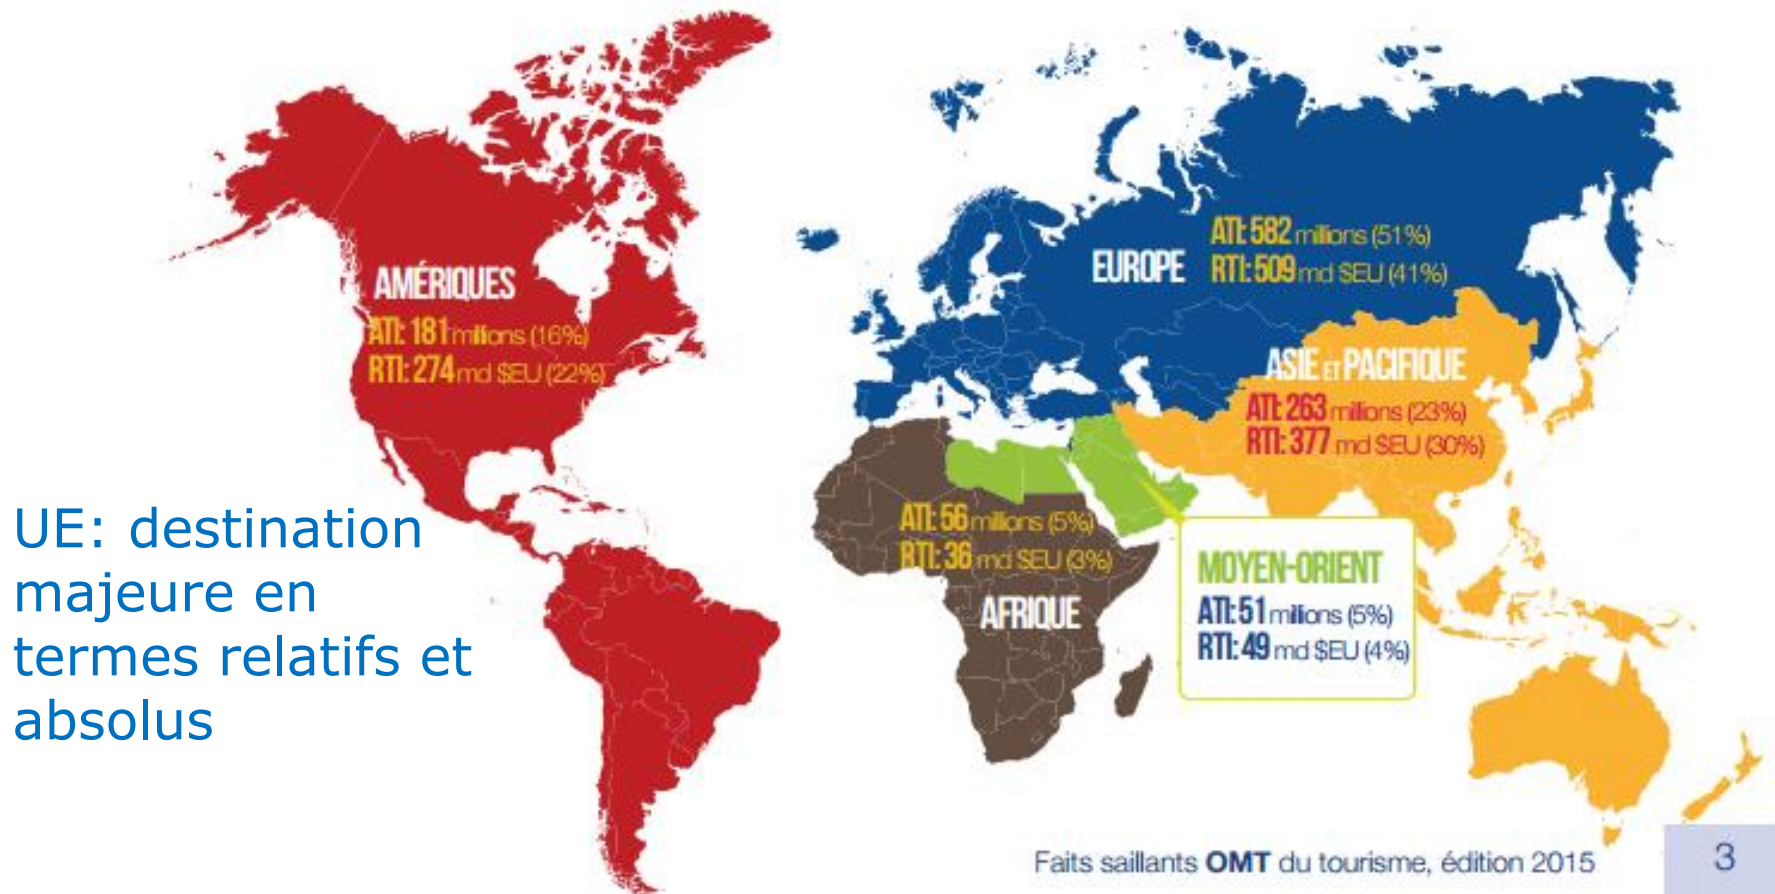 AMÉRIQUES
ATI: 181 millions (16%)
RTI: 274 md $EU (22%)
EUROPE
ATI: 582 millions (51%)
RTI: 509 md $EU (41%)
ASIE ET PACIFIQUE
ATI: 263 millions (23%)
RTI: 377 md $EU (30%)
ATI: 56 millions (5%)
RTI: 36 md $EU (3%)
AFRIQUE
MOYEN-ORIENT
ATI: 51 millions (5%)
RTI: 49 md $EU (4%)
UE: destination
majeure en
termes relatifs et
absolus
Faits saillants OMT du tourisme, édition 2015
3